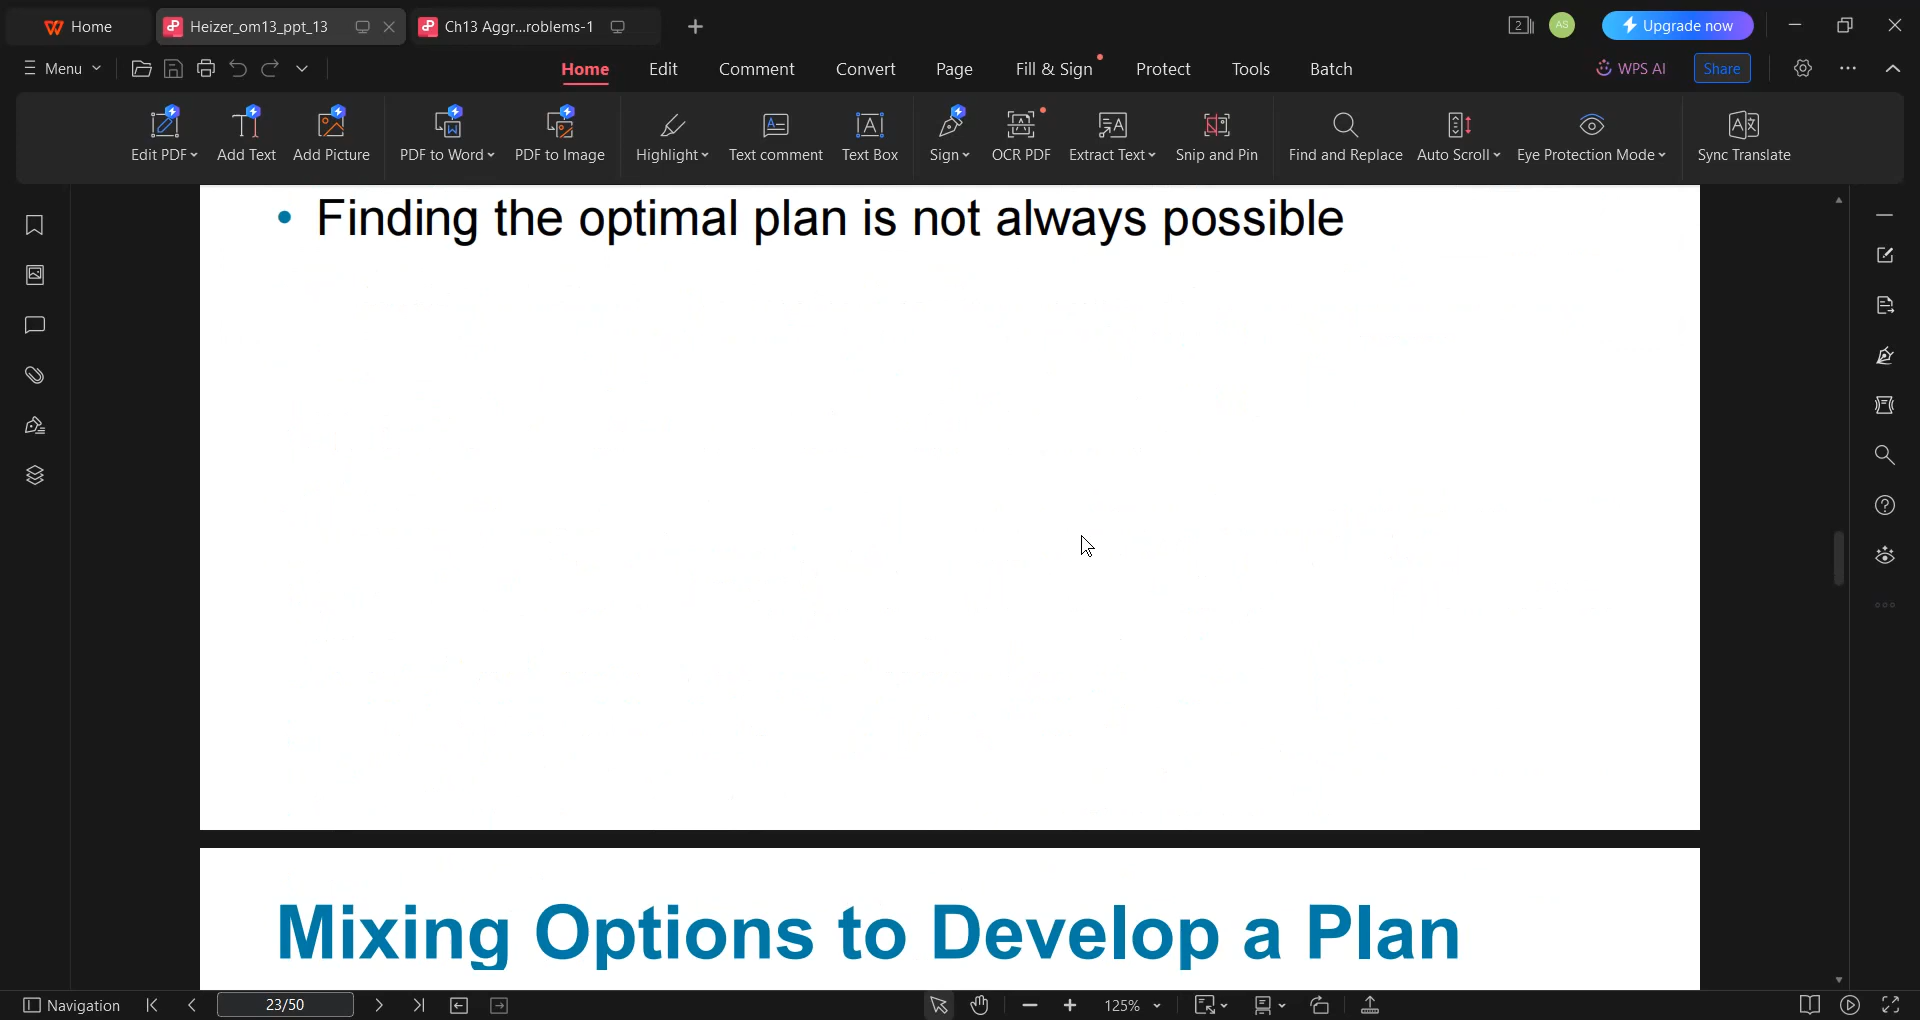 Home
Heizer_om13_ppt_13
Ch13 Aggr...roblems-1
2
AS
Upgrade now
Menu
Home
Edit
Comment
Convert
Page
Fill & Sign
Protect
Tools
Batch
WPS AI
Share
Edit PDF
Add Text
Add Picture
PDF to Word
PDF to Image
Highlight
Text comment
Text Box
Sign
OCR PDF
Extract Text
Snip and Pin
Find and Replace
Auto Scroll
Eye Protection Mode
Sync Translate
• Finding the optimal plan is not always possible
Mixing Options to Develop a Plan
Navigation
23/50
125%